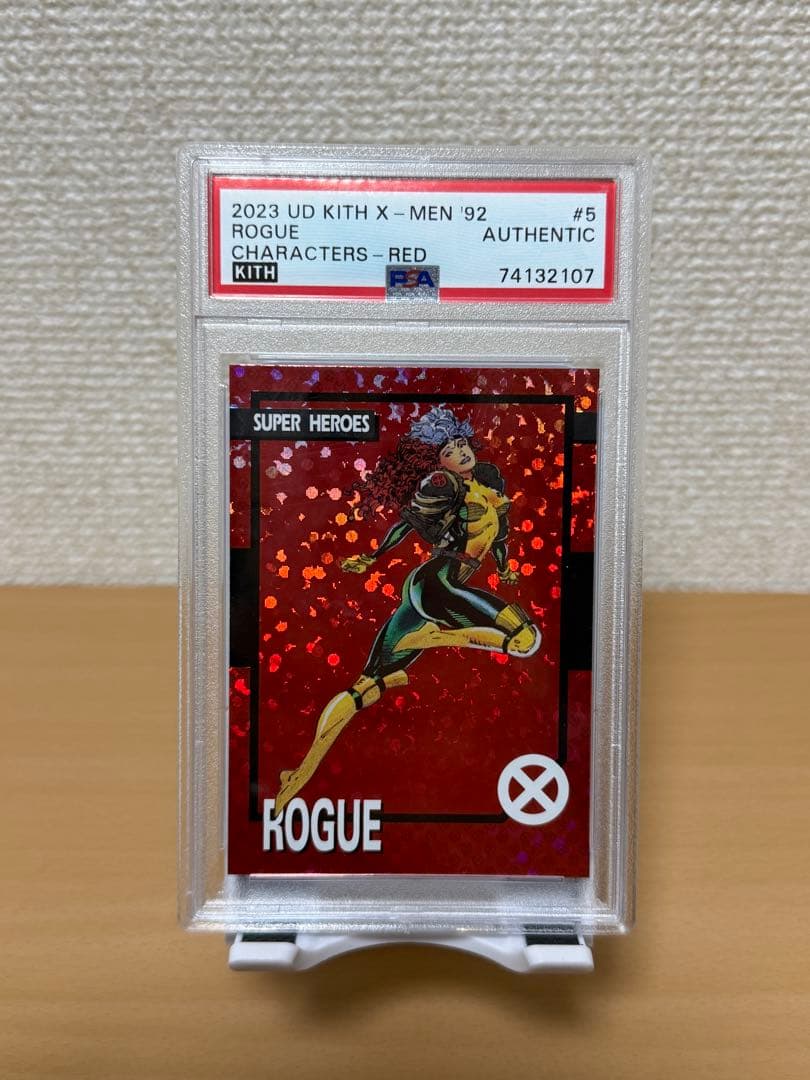 2023 UD KITH X-MEN '92 #5
ROGUE AUTHENTIC
CHARACTERS-RED
KITH PSA 74132107
SUPER HEROES
ROGUE